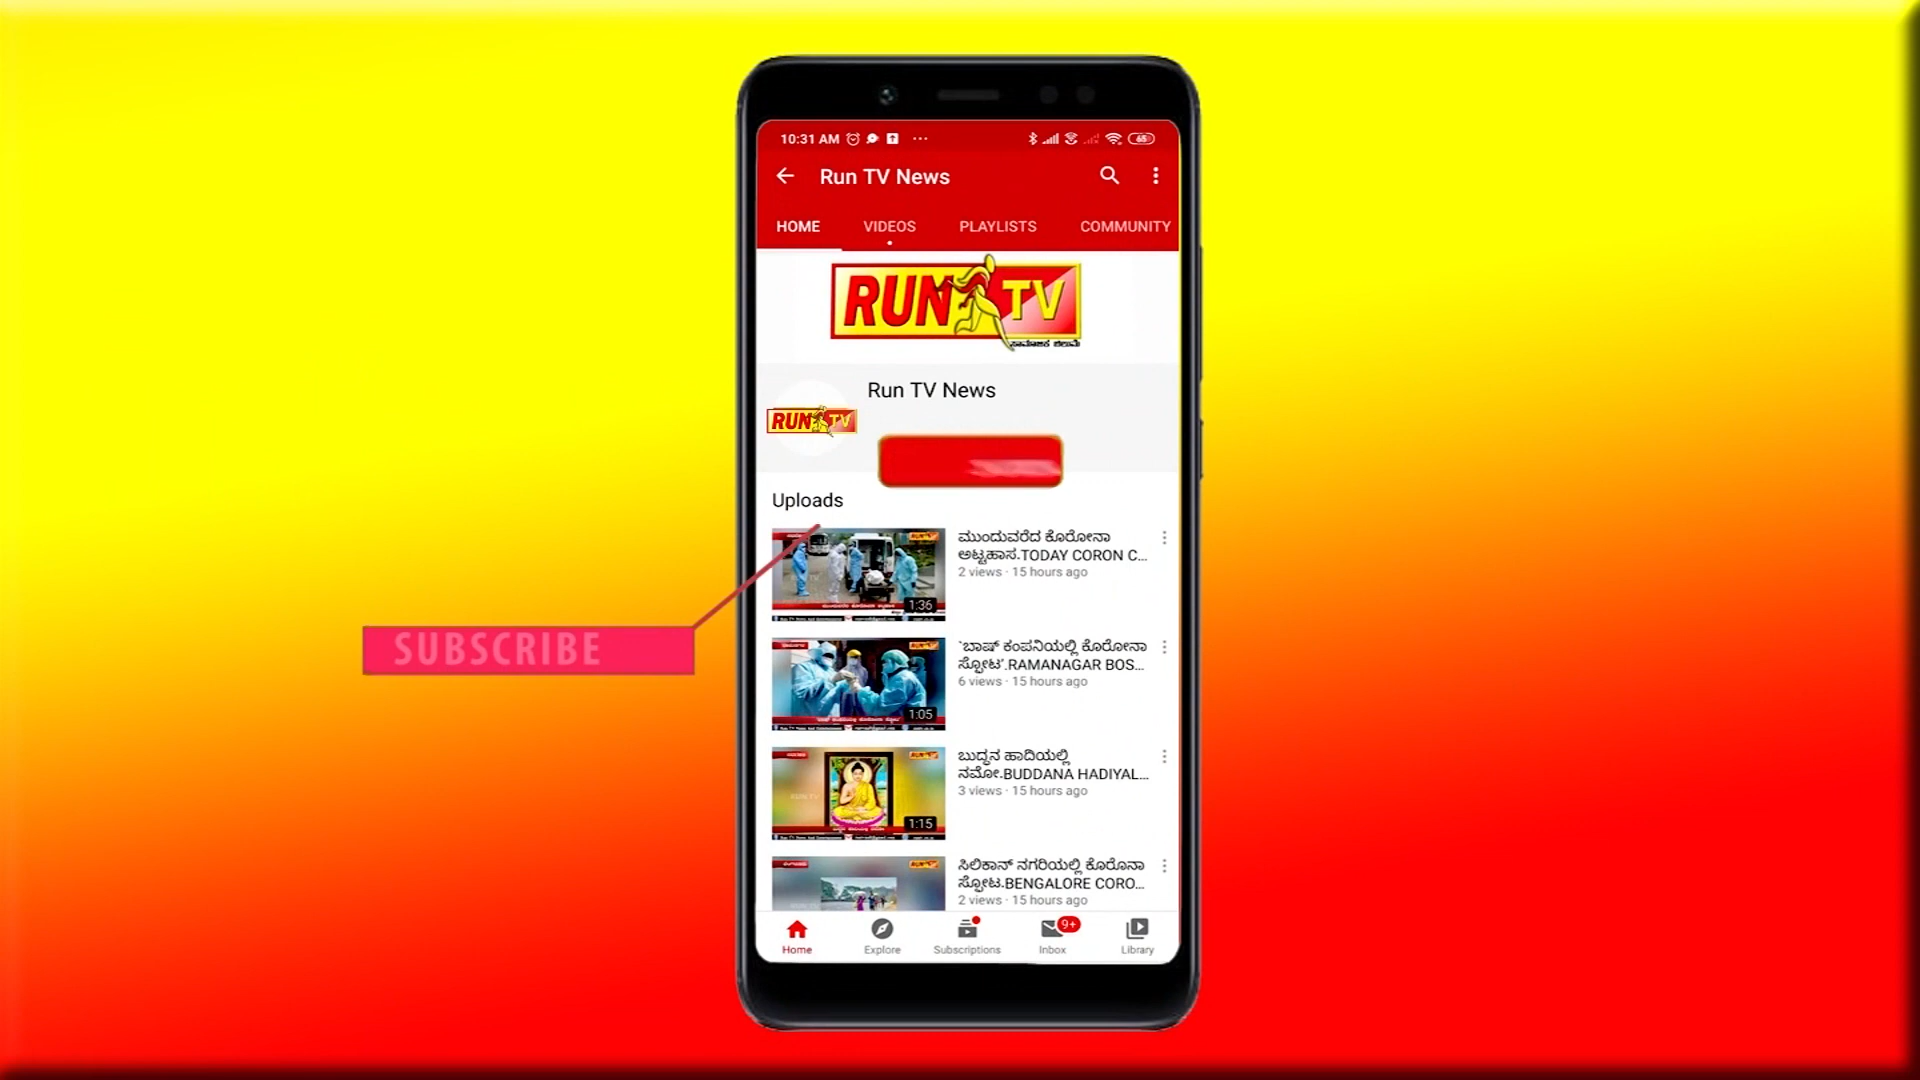 10:31 AM
65
Run TV News
HOME VIDEOS PLAYLISTS COMMUNITY
RUN TV
ಸಾಮಾಜಿಕ ಚಿಲುಮೆ
Run TV News
RUN TV
Uploads
ಮುಂದುವರೆದ ಕೊರೋನಾ
ಅಟ್ಟಹಾಸ.TODAY CORON C...
2 views · 15 hours ago
1:36
SUBSCRIBE
`ಬಾಷ್ ಕಂಪನಿಯಲ್ಲಿ ಕೊರೋನಾ
ಸ್ಫೋಟ'.RAMANAGAR BOS...
6 views · 15 hours ago
1:05
ಬುದ್ಧನ ಹಾದಿಯಲ್ಲಿ
ನಮೋ.BUDDANA HADIYAL...
3 views · 15 hours ago
1:15
ಸಿಲಿಕಾನ್ ನಗರಿಯಲ್ಲಿ ಕೊರೊನಾ
ಸ್ಫೋಟ.BENGALORE CORO...
2 views · 15 hours ago
9+
Home Explore Subscriptions Inbox Library